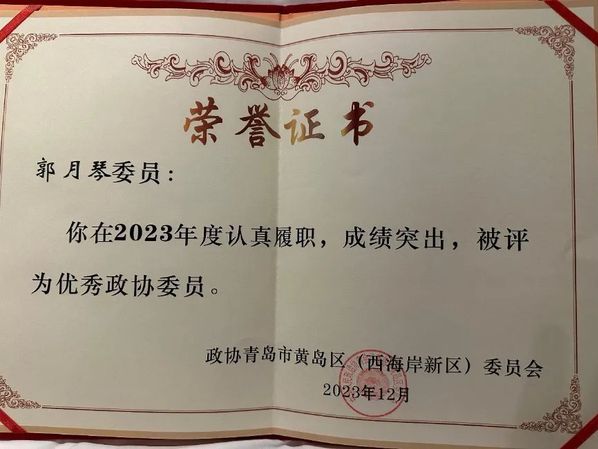 荣誉证书
郭月琴委员：
你在2023年度认真履职，成绩突出，被评
为优秀政协委员。
政协青岛市黄岛区（西海岸新区）委员会
2023年12月